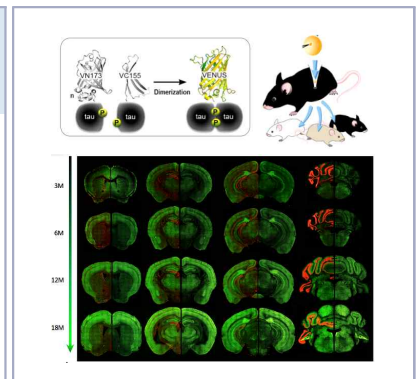 VN173 VC155 VENUS
Dimerization
n
tau P tau P tau P P tau
3M
6M
12M
18M